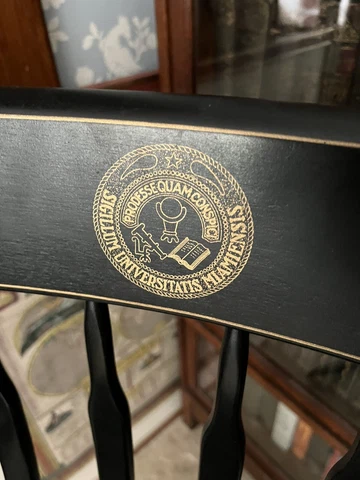 SIGILLUM UNIVERSITATIS MIAMIENSIS
PRODESSE QUAM CONSPICI